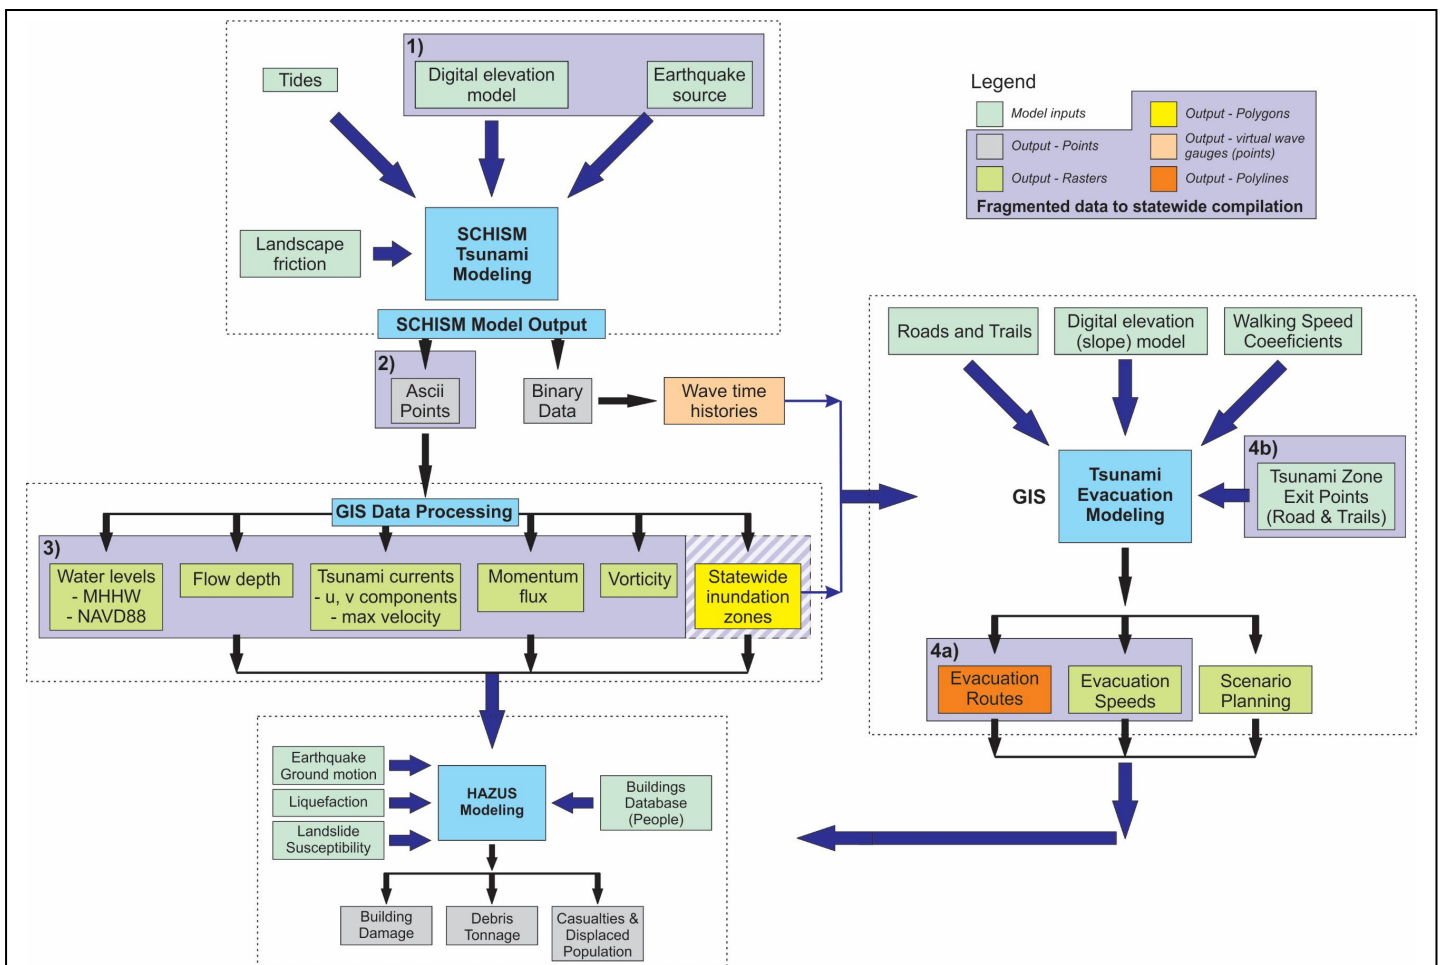 1)
Tides
Digital elevation
model
Earthquake
source
SCHISM
Tsunami
Modeling
Landscape
friction
SCHISM Model Output
2)
Ascii
Points
Binary
Data
Wave time
histories
GIS Data Processing
3)
Water levels
- MHHW
- NAVD88
Flow depth
Tsunami currents
- u, v components
- max velocity
Momentum
flux
Vorticity
Statewide
inundation
zones
Earthquake
Ground motion
Liquefaction
Landslide
Susceptibility
HAZUS
Modeling
Buildings
Database
(People)
Building
Damage
Debris
Tonnage
Casualties &
Displaced
Population
Legend
Model inputs
Output - Points
Output - Rasters
Output - Polygons
Output - virtual wave
gauges (points)
Output - Polylines
Fragmented data to statewide compilation
Roads and Trails
Digital elevation
(slope) model
Walking Speed
Coeeficients
GIS
Tsunami
Evacuation
Modeling
4b)
Tsunami Zone
Exit Points
(Road & Trails)
4a)
Evacuation
Routes
Evacuation
Speeds
Scenario
Planning